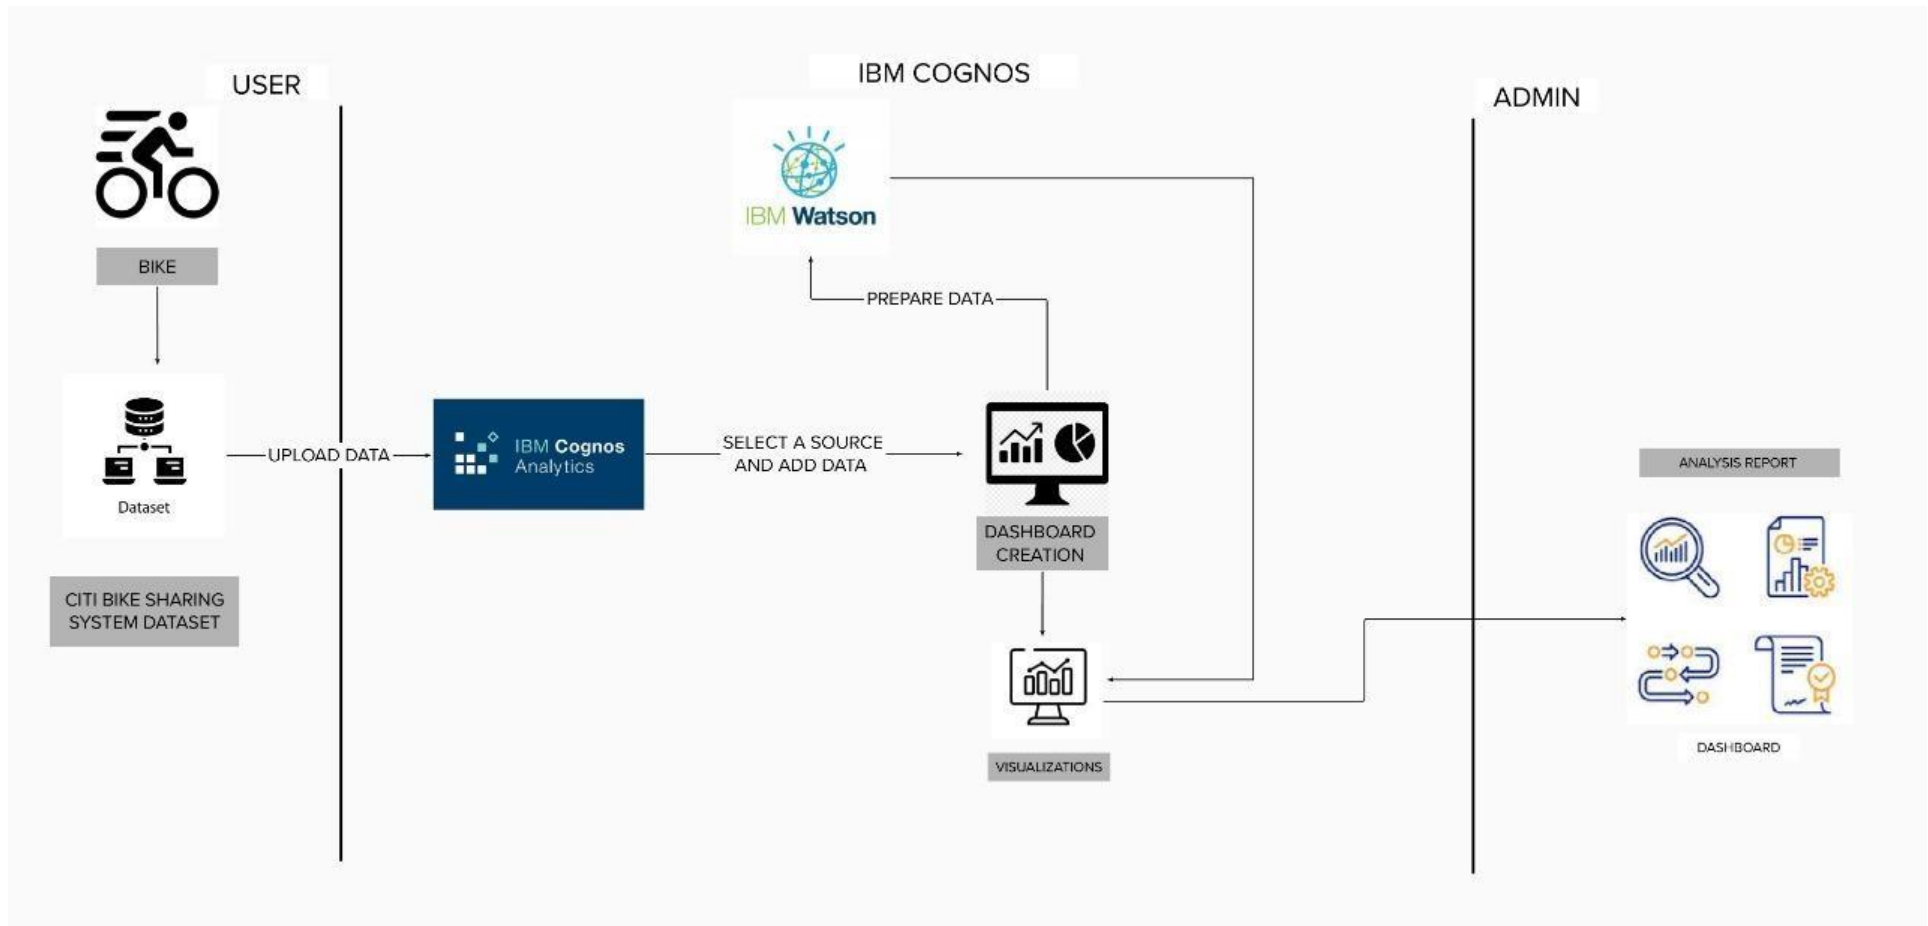 USER
IBM COGNOS
ADMIN
IBM Watson
BIKE
PREPARE DATA
UPLOAD DATA
IBM Cognos
Analytics
SELECT A SOURCE
AND ADD DATA
Dataset
DASHBOARD
CREATION
CITI BIKE SHARING
SYSTEM DATASET
VISUALIZATIONS
ANALYSIS REPORT
DASHBOARD